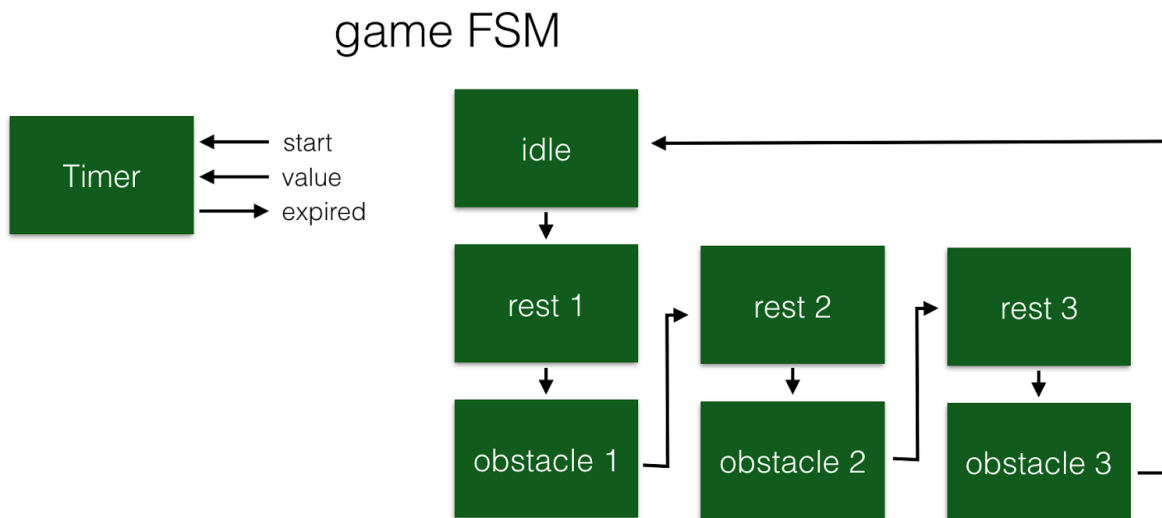 game FSM
Timer
start
value
expired
idle
rest 1
rest 2
rest 3
obstacle 1
obstacle 2
obstacle 3